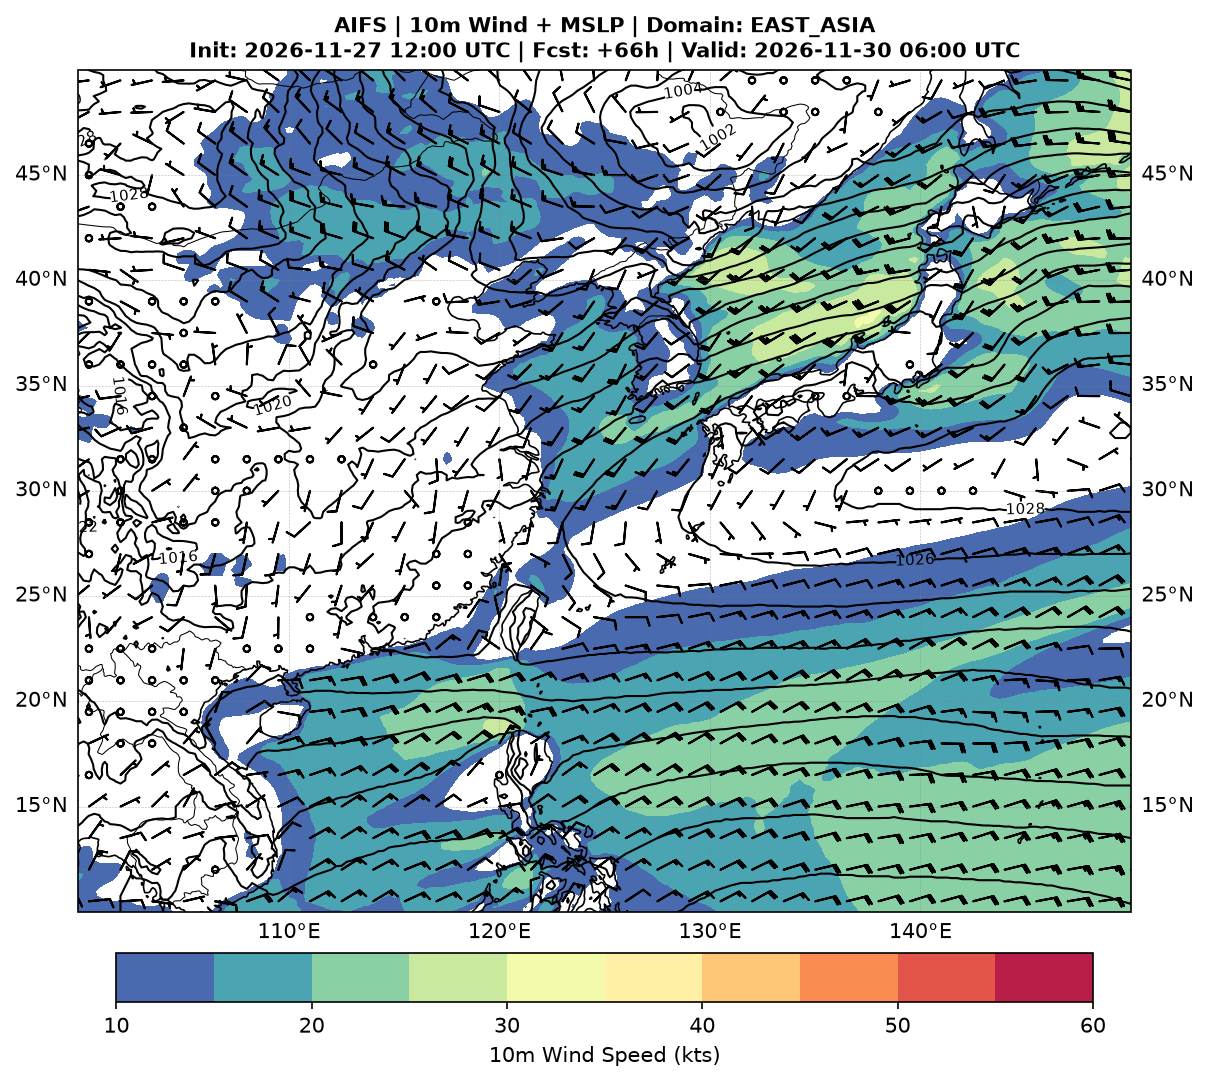 AIFS | 10m Wind + MSLP | Domain: EAST_ASIA
Init: 2026-11-27 12:00 UTC | Fcst: +66h | Valid: 2026-11-30 06:00 UTC
1004
1002
45°N
45°N
1028
40°N
40°N
1016
35°N
35°N
1020
30°N
30°N
1028
1016
1026
25°N
25°N
20°N
20°N
15°N
15°N
110°E
120°E
130°E
140°E
10
20
30
40
50
60
10m Wind Speed (kts)